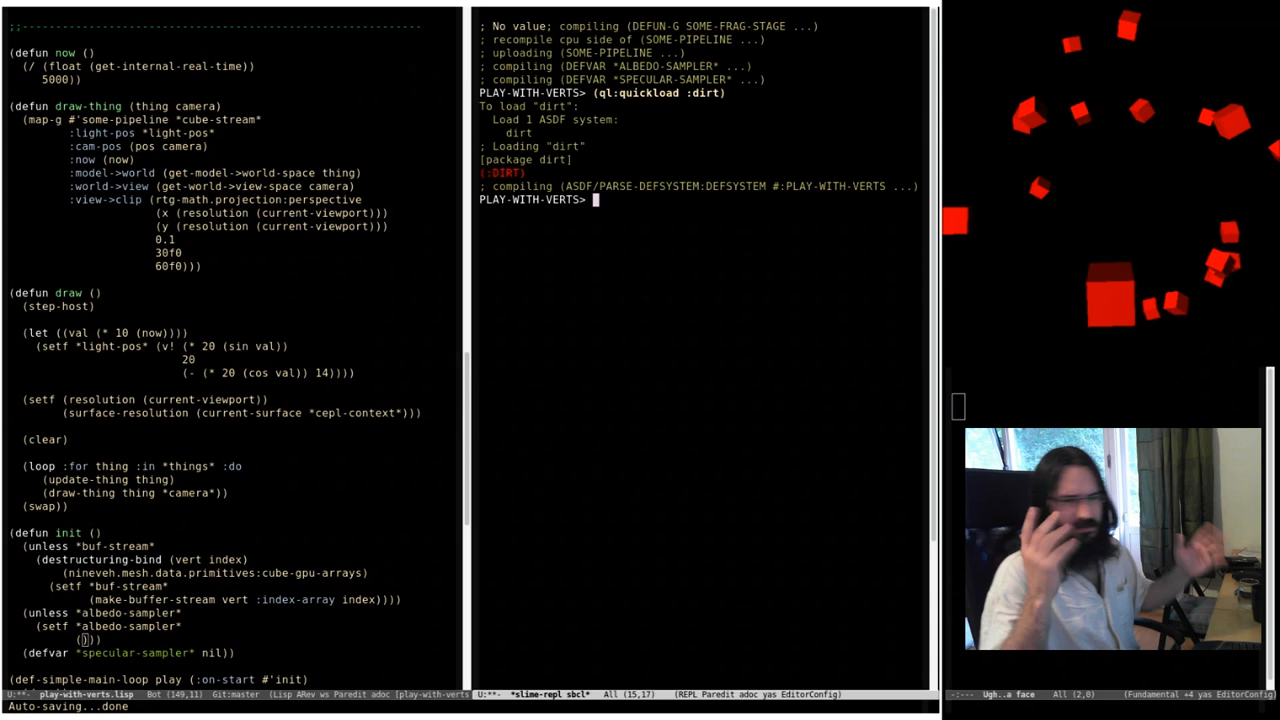 ;;------------------------------------------------------------
(defun now ()
  (/ (float (get-internal-real-time))
     5000))
(defun draw-thing (thing camera)
  (map-g #'some-pipeline *cube-stream*
         :light-pos *light-pos*
         :cam-pos (pos camera)
         :now (now)
         :model->world (get-model->world-space thing)
         :world->view (get-world->view-space camera)
         :view->clip (rtg-math.projection:perspective
                      (x (resolution (current-viewport)))
                      (y (resolution (current-viewport)))
                      0.1
                      30f0
                      60f0)))
(defun draw ()
  (step-host)
  (let ((val (* 10 (now))))
    (setf *light-pos* (v! (* 20 (sin val))
                          20
                          (- (* 20 (cos val)) 14))))
  (setf (resolution (current-viewport))
        (surface-resolution (current-surface *cepl-context*)))
  (clear)
  (loop :for thing :in *things* :do
     (update-thing thing)
     (draw-thing thing *camera*))
  (swap))
(defun init ()
  (unless *buf-stream*
    (destructuring-bind (vert index)
        (nineveh.mesh.data.primitives:cube-gpu-arrays)
      (setf *buf-stream*
            (make-buffer-stream vert :index-array index))))
  (unless *albedo-sampler*
    (setf *albedo-sampler*
          ()))
  (defvar *specular-sampler* nil))
(def-simple-main-loop play (:on-start #'init)
U:**-  play-with-verts.lisp   Bot (149,11)  Git:master  (Lisp ARev ws Paredit adoc [play-with-verts
Auto-saving...done
; No value; compiling (DEFUN-G SOME-FRAG-STAGE ...)
; recompile cpu side of (SOME-PIPELINE ...)
; uploading (SOME-PIPELINE ...)
; compiling (DEFVAR *ALBEDO-SAMPLER* ...)
; compiling (DEFVAR *SPECULAR-SAMPLER* ...)
PLAY-WITH-VERTS> (ql:quickload :dirt)
To load "dirt":
  Load 1 ASDF system:
    dirt
; Loading "dirt"
[package dirt]
(:DIRT)
; compiling (ASDF/PARSE-DEFSYSTEM:DEFSYSTEM #:PLAY-WITH-VERTS ...)
PLAY-WITH-VERTS>
U:**-  *slime-repl sbcl*   All (15,17)    (REPL Paredit adoc yas EditorConfig)
-:---  Ugh..a face    All (2,0)     (Fundamental +4 yas EditorConfig)